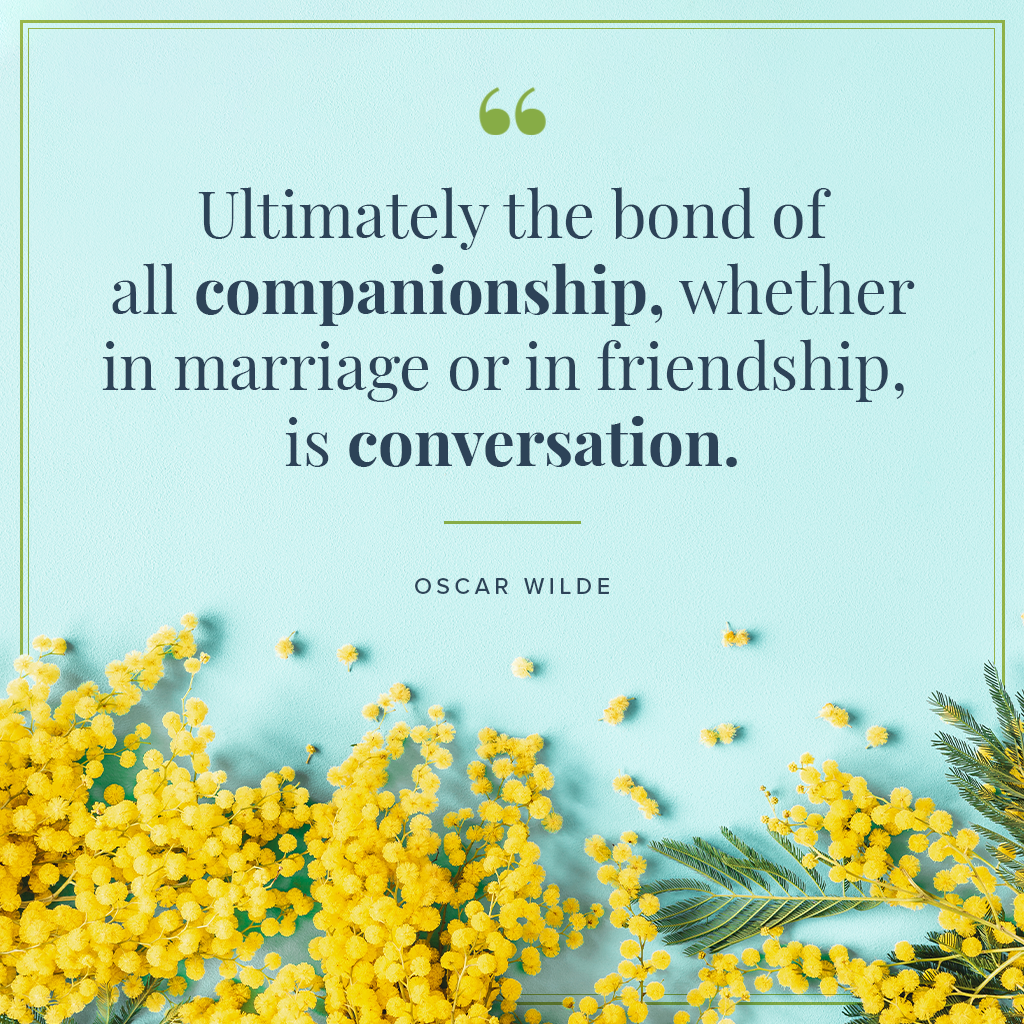 “
Ultimately the bond of
all companionship, whether
in marriage or in friendship,
is conversation.
OSCAR WILDE